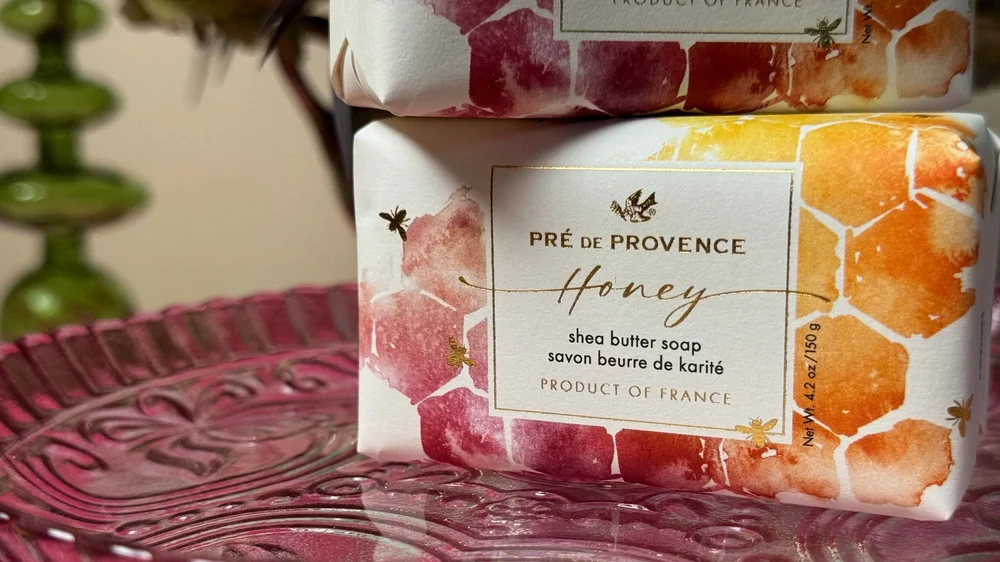 PRODUCT OF FRANCE
Net W
PRÉ DE PROVENCE
Honey
shea butter soap
savon beurre de karité
PRODUCT OF FRANCE
Net Wt. 4.2 oz/150 g